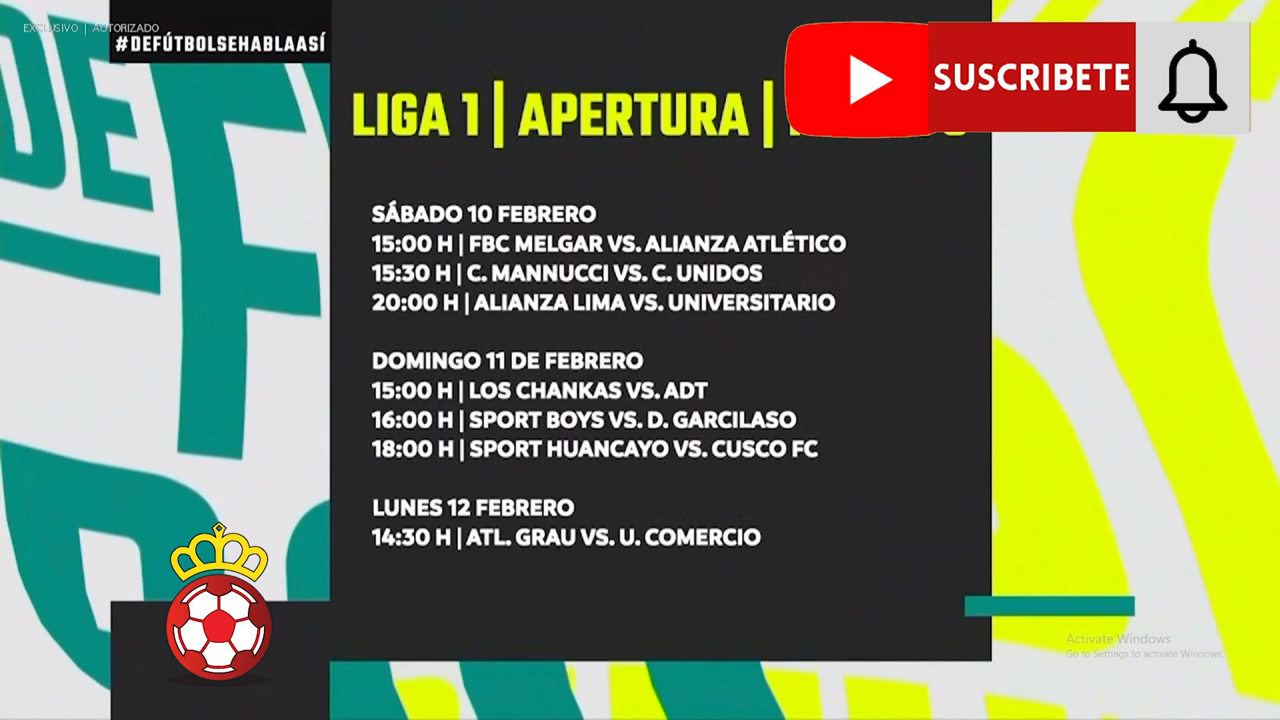 EXCLUSIVO | AUTORIZADO
#DEFÚTBOLSEHABLAASÍ
SUSCRIBETE
LIGA 1 | APERTURA |
SÁBADO 10 FEBRERO
15:00 H | FBC MELGAR VS. ALIANZA ATLÉTICO
15:30 H | C. MANNUCCI VS. C. UNIDOS
20:00 H | ALIANZA LIMA VS. UNIVERSITARIO
DOMINGO 11 DE FEBRERO
15:00 H | LOS CHANKAS VS. ADT
16:00 H | SPORT BOYS VS. D. GARCILASO
18:00 H | SPORT HUANCAYO VS. CUSCO FC
LUNES 12 FEBRERO
14:30 H | ATL. GRAU VS. U. COMERCIO
Activate Windows
Go to Settings to activate Windows.